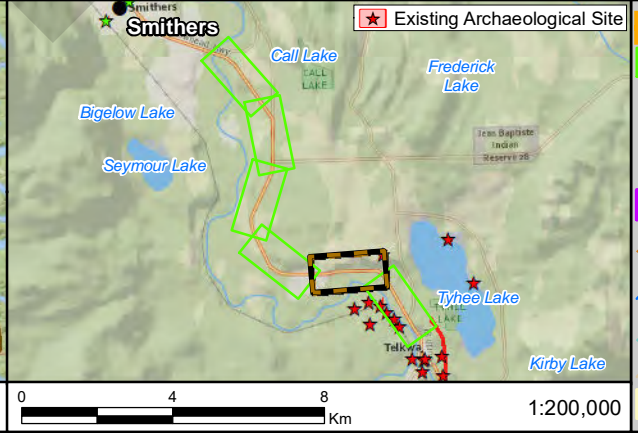 Smithers
Smithers
Existing Archaeological Site
Call Lake
CALL
LAKE
Frederick
Lake
Bigelow Lake
Jean Baptiste
Indian
Reserve 28
Seymour Lake
Tyhee Lake
LAKE
Telkwa
Kirby Lake
0 4 8
Km
1:200,000